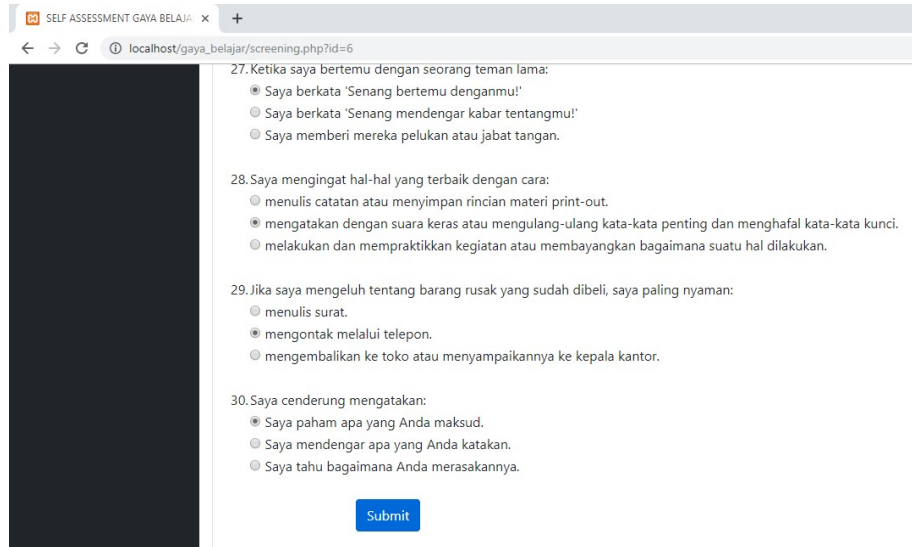 SELF ASSESSMENT GAYA BELAJA
localhost/gaya_belajar/screening.php?id=6
27. Ketika saya bertemu dengan seorang teman lama:
Saya berkata 'Senang bertemu denganmu!'
Saya berkata 'Senang mendengar kabar tentangmu!'
Saya memberi mereka pelukan atau jabat tangan.
28. Saya mengingat hal-hal yang terbaik dengan cara:
menulis catatan atau menyimpan rincian materi print-out.
mengatakan dengan suara keras atau mengulang-ulang kata-kata penting dan menghafal kata-kata kunci.
melakukan dan mempraktikkan kegiatan atau membayangkan bagaimana suatu hal dilakukan.
29. Jika saya mengeluh tentang barang rusak yang sudah dibeli, saya paling nyaman:
menulis surat.
mengontak melalui telepon.
mengembalikan ke toko atau menyampaikannya ke kepala kantor.
30. Saya cenderung mengatakan:
Saya paham apa yang Anda maksud.
Saya mendengar apa yang Anda katakan.
Saya tahu bagaimana Anda merasakannya.
Submit